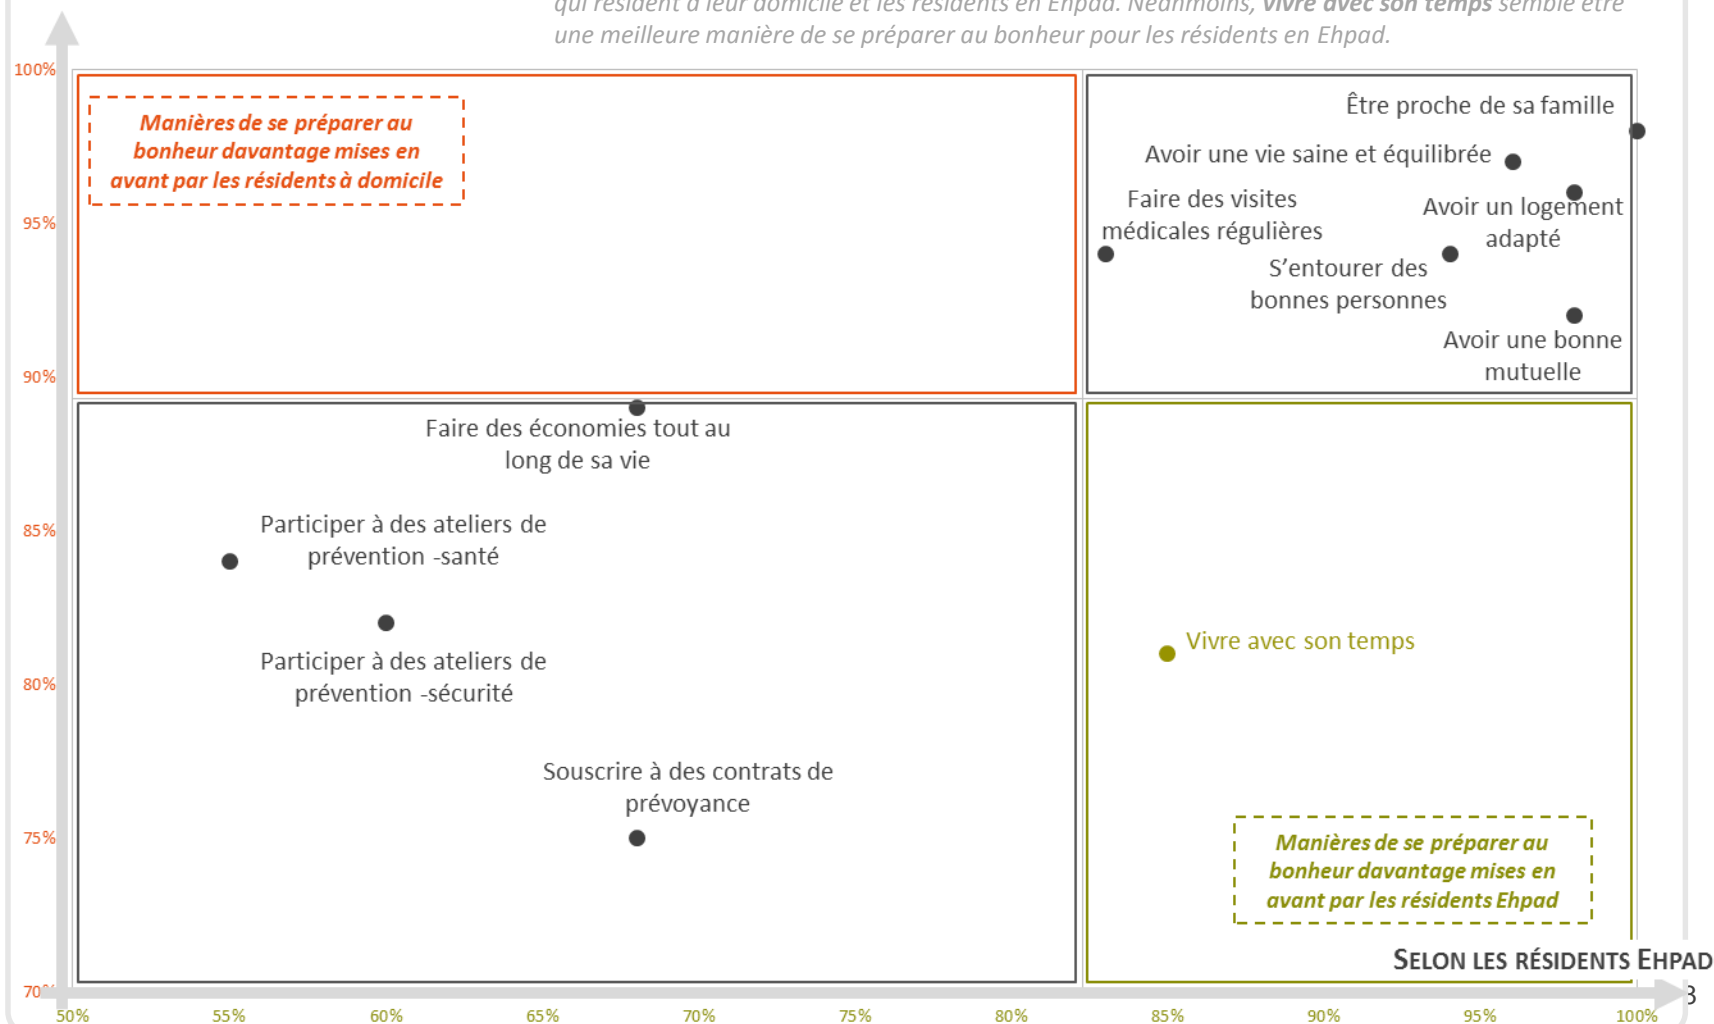 qui résident à leur domicile et les résidents en Ehpad. Néanmoins, vivre avec son temps semble être
une meilleure manière de se préparer au bonheur pour les résidents en Ehpad.
100%
Manières de se préparer au
bonheur davantage mises en
avant par les résidents à domicile
Être proche de sa famille
Avoir une vie saine et équilibrée
Faire des visites
médicales régulières
Avoir un logement
adapté
95%
S’entourer des
bonnes personnes
Avoir une bonne
mutuelle
90%
Faire des économies tout au
long de sa vie
85%
Participer à des ateliers de
prévention -santé
Vivre avec son temps
Participer à des ateliers de
prévention -sécurité
80%
Souscrire à des contrats de
prévoyance
75%
Manières de se préparer au
bonheur davantage mises en
avant par les résidents Ehpad
SELON LES RÉSIDENTS EHPAD
70%
50%
55%
60%
65%
70%
75%
80%
85%
90%
95%
100%